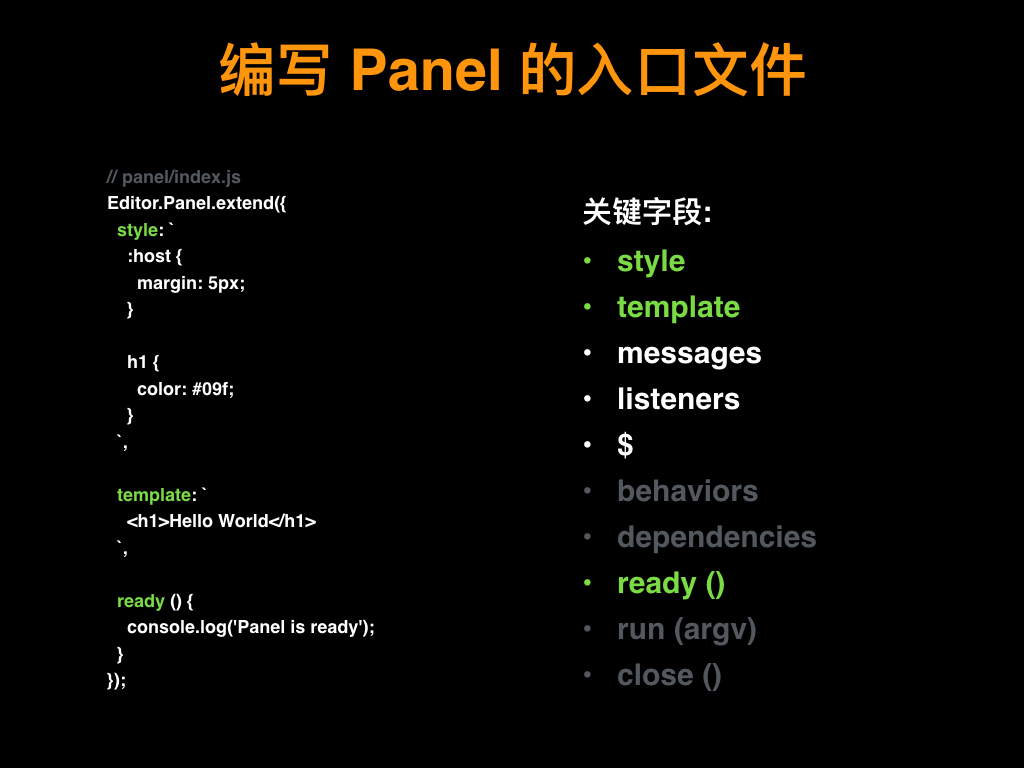 编写 Panel 的入口文件
// panel/index.js
Editor.Panel.extend({
  style: `
    :host {
      margin: 5px;
    }

    h1 {
      color: #09f;
    }
  `,

  template: `
    <h1>Hello World</h1>
  `,

  ready () {
    console.log('Panel is ready');
  }
});
关键字段:
• style
• template
• messages
• listeners
• $
• behaviors
• dependencies
• ready ()
• run (argv)
• close ()